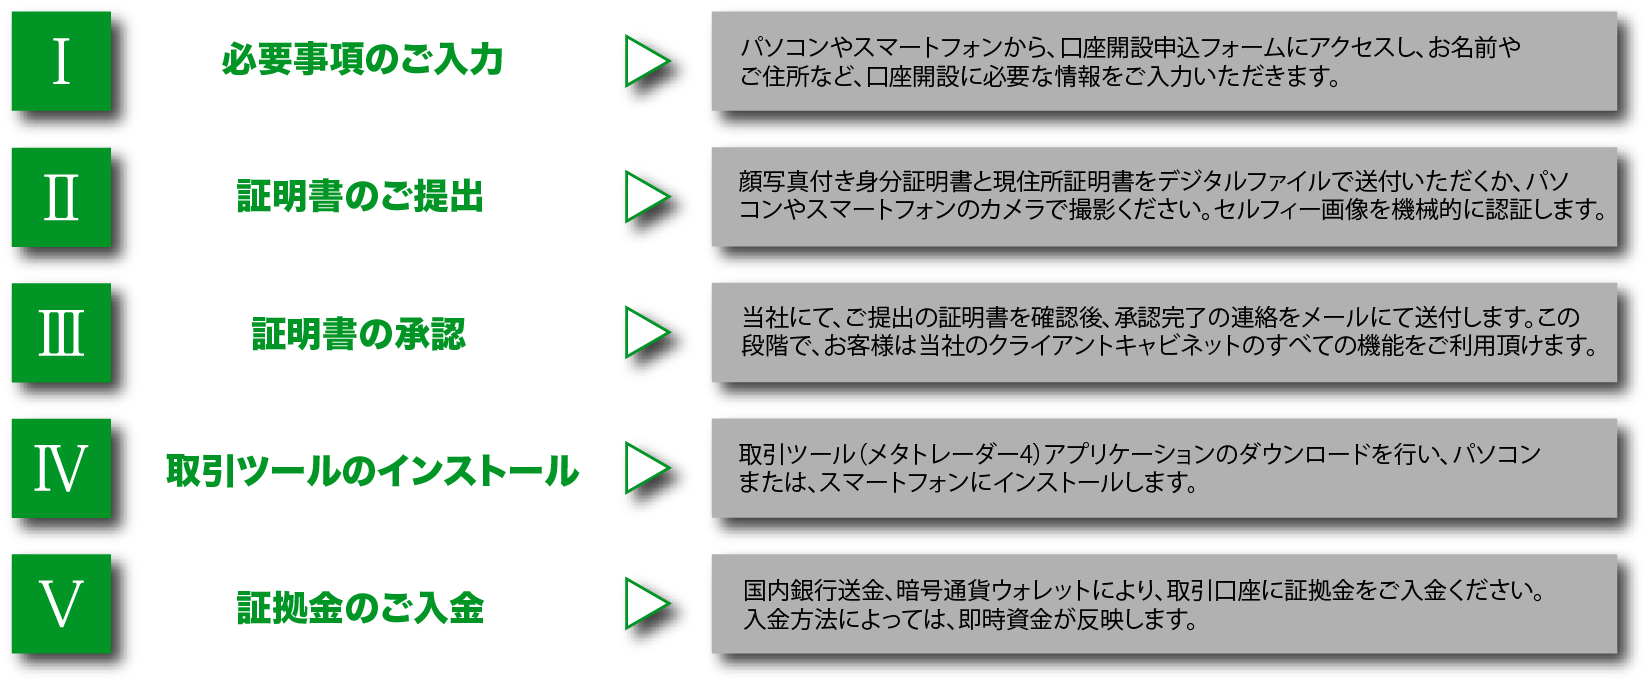 Ⅰ
必要事項のご入力
パソコンやスマートフォンから、口座開設申込フォームにアクセスし、お名前や
ご住所など、口座開設に必要な情報をご入力いただきます。
Ⅱ
証明書のご提出
顔写真付き身分証明書と現住所証明書をデジタルファイルで送付いただくか、パソ
コンやスマートフォンのカメラで撮影ください。セルフィー画像を機械的に認証します。
Ⅲ
証明書の承認
当社にて、ご提出の証明書を確認後、承認完了の連絡をメールにて送付します。この
段階で、お客様は当社のクライアントキャビネットのすべての機能をご利用頂けます。
Ⅳ
取引ツールのインストール
取引ツール（メタトレーダー4）アプリケーションのダウンロードを行い、パソコン
または、スマートフォンにインストールします。
Ⅴ
証拠金のご入金
国内銀行送金、暗号通貨ウォレットにより、取引口座に証拠金をご入金ください。
入金方法によっては、即時資金が反映します。